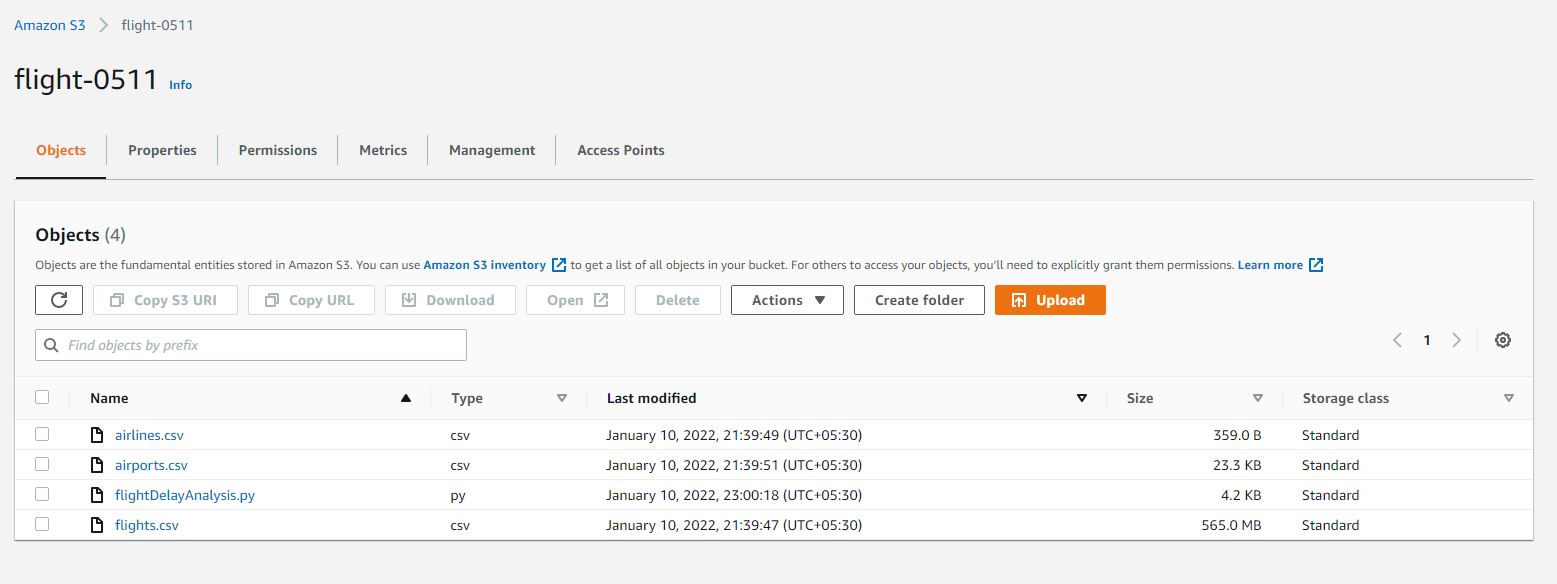 Amazon S3 > flight-0511
flight-0511 Info
Objects Properties Permissions Metrics Management Access Points
Objects (4)
Objects are the fundamental entities stored in Amazon S3. You can use Amazon S3 inventory to get a list of all objects in your bucket. For others to access your objects, you'll need to explicitly grant them permissions. Learn more
Copy S3 URI Copy URL Download Open Delete Actions Create folder Upload
Find objects by prefix 1
Name Type Last modified Size Storage class
airlines.csv csv January 10, 2022, 21:39:49 (UTC+05:30) 359.0 B Standard
airports.csv csv January 10, 2022, 21:39:51 (UTC+05:30) 23.3 KB Standard
flightDelayAnalysis.py py January 10, 2022, 23:00:18 (UTC+05:30) 4.2 KB Standard
flights.csv csv January 10, 2022, 21:39:47 (UTC+05:30) 565.0 MB Standard